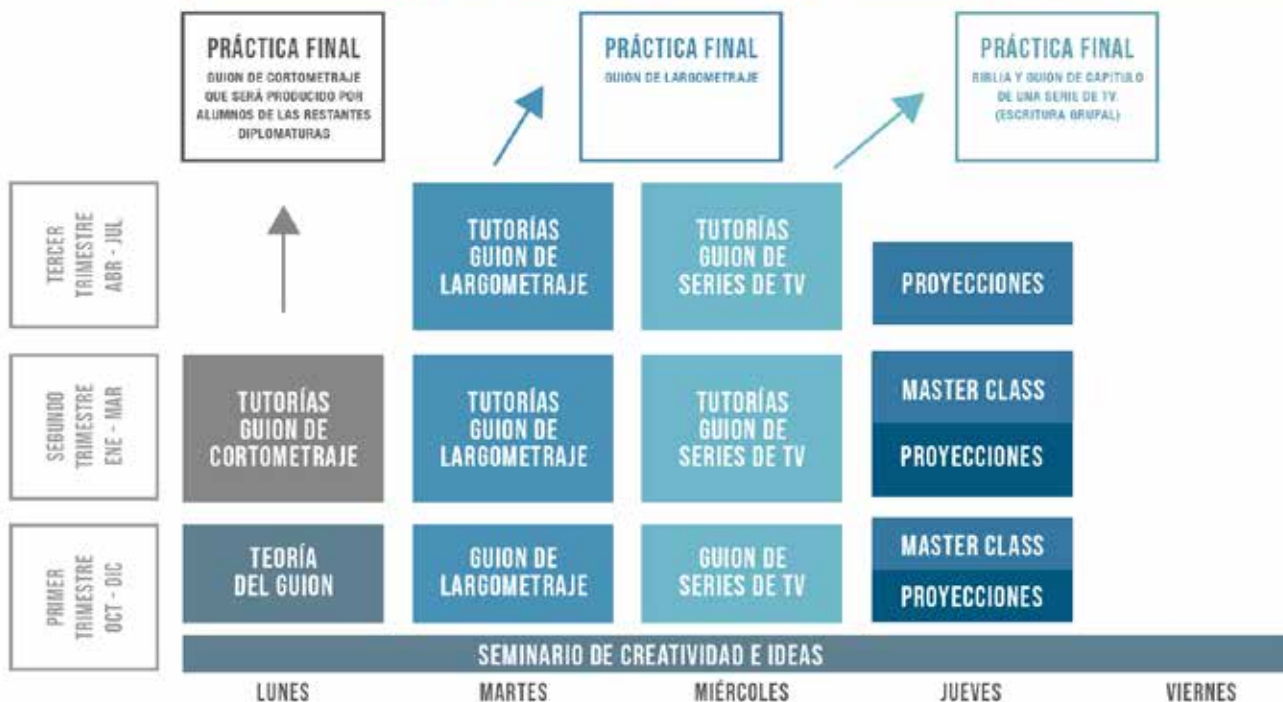 PRÁCTICA FINAL
GUION DE CORTOMETRAJE
QUE SERÁ PRODUCIDO POR
ALUMNOS DE LAS RESTANTES
DIPLOMATURAS
PRÁCTICA FINAL
GUION DE LARGOMETRAJE
PRÁCTICA FINAL
BIBLIA Y GUION DE CAPÍTULO
DE UNA SERIE DE TV.
(ESCRITURA GRUPAL)
TERCER
TRIMESTRE
ABR - JUL
TUTORÍAS
GUION DE
LARGOMETRAJE
TUTORÍAS
GUION DE
SERIES DE TV
PROYECCIONES
SEGUNDO
TRIMESTRE
ENE - MAR
TUTORÍAS
GUION DE
CORTOMETRAJE
TUTORÍAS
GUION DE
LARGOMETRAJE
TUTORÍAS
GUION DE
SERIES DE TV
MASTER CLASS
PROYECCIONES
PRIMER
TRIMESTRE
OCT - DIC
TEORÍA
DEL GUION
GUION DE
LARGOMETRAJE
GUION DE
SERIES DE TV
MASTER CLASS
PROYECCIONES
SEMINARIO DE CREATIVIDAD E IDEAS
LUNES
MARTES
MIÉRCOLES
JUEVES
VIERNES